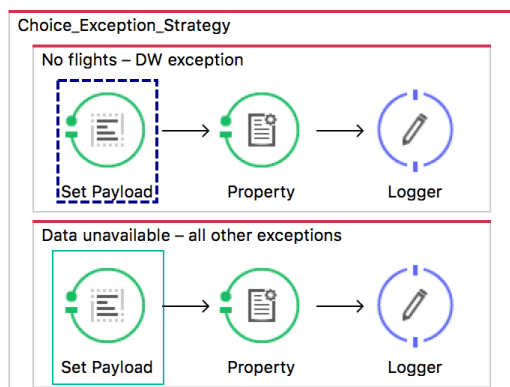 Choice_Exception_Strategy
No flights – DW exception
Set Payload Property Logger
Data unavailable – all other exceptions
Set Payload Property Logger